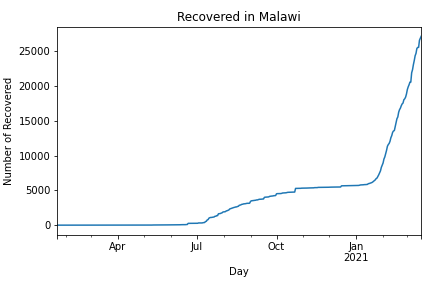 Recovered in Malawi
Number of Recovered
25000
20000
15000
10000
5000
0
Apr
Jul
Oct
Jan
2021
Day